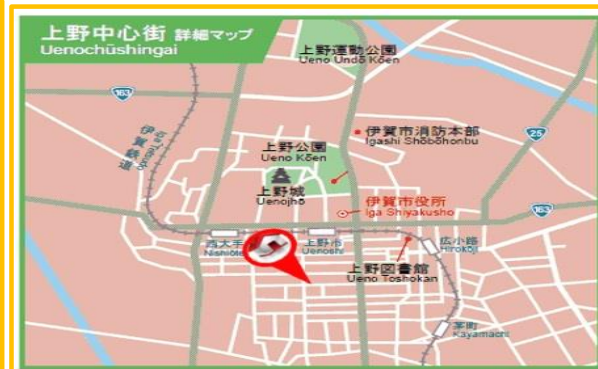 上野中心街 詳細マップ
Uenochūshingai
上野運動公園
Ueno Undō Kōen
163
伊賀鉄道
Iga Tetsudō
伊賀市消防本部
Igashi Shōbōhonbu
25
上野公園
Ueno Kōen
上野城
Uenojhō
伊賀市役所
Iga Shiyakusho
163
西大手
Nishiōte
上野市
Uenoshi
広小路
Hirokōji
上野図書館
Ueno Toshokan
茅町
Kayamachi